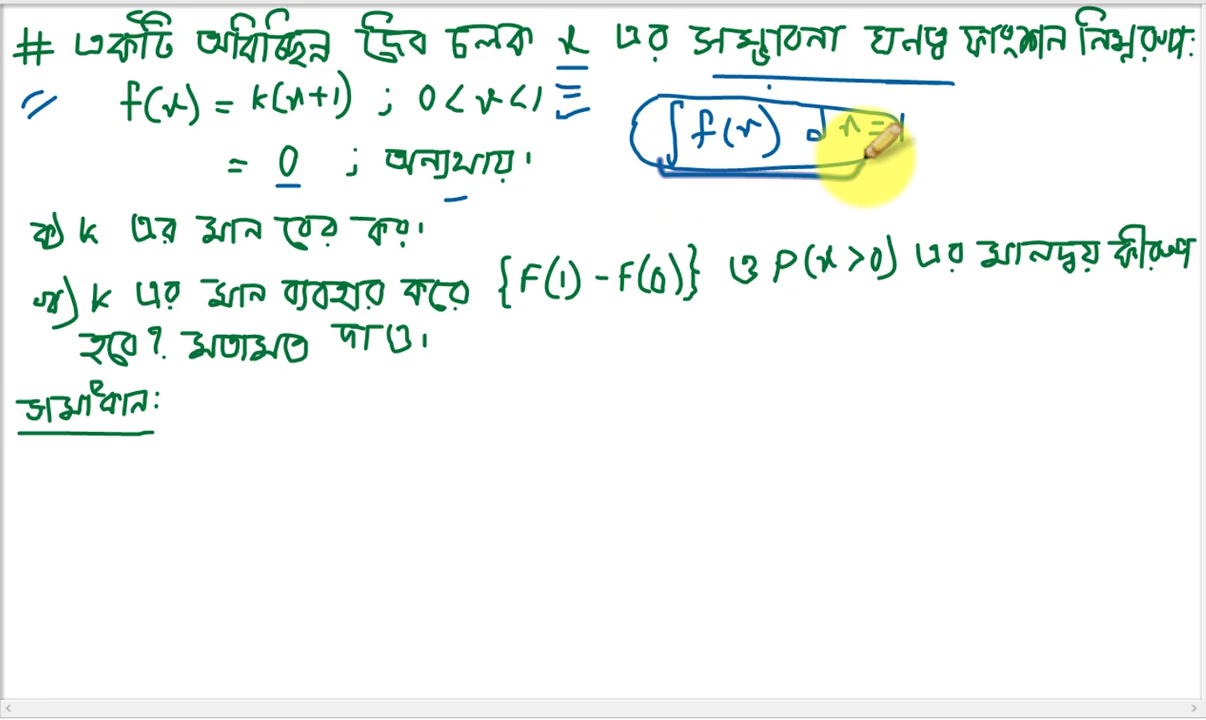 # একটি অবিচ্ছিন্ন দৈব চলক x এর সম্ভাবনা ঘনত্ব ফাংশন নিম্নরূপ:
f(x) = k(x+1) ; 0 < x < 1
= 0 ; অন্যথায়।
∫ f(x) dx = 1
ক) k এর মান বের কর।
খ) k এর মান ব্যবহার করে {F(1) - F(0)} ও P(x > 0) এর মানদ্বয় কীরূপ
হবে? মতামত দাও।
সমাধান: